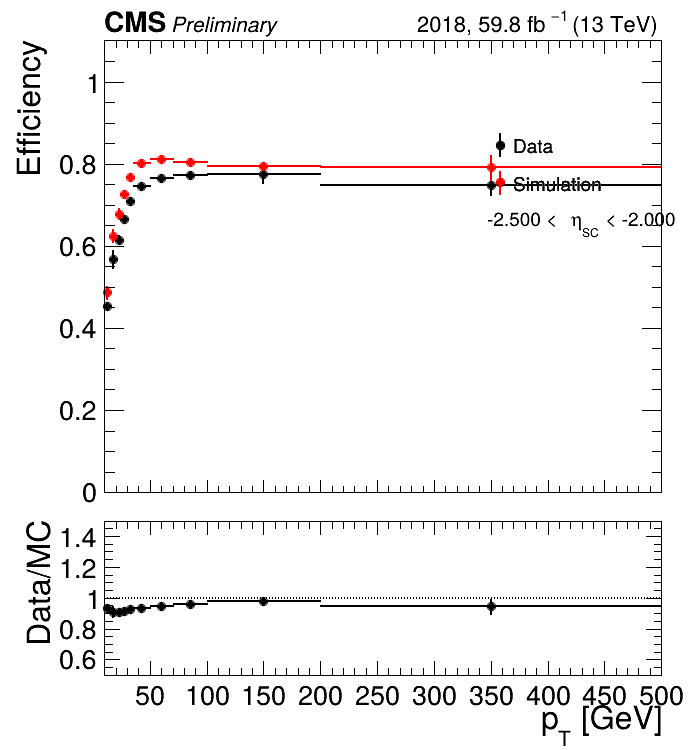 CMS Preliminary 2018, 59.8 fb⁻¹ (13 TeV)
Efficiency
1
0.8
0.6
0.4
0.2
0
Data
Simulation
-2.500 < η_SC < -2.000
Data/MC
1.4
1.2
1
0.8
0.6
50 100 150 200 250 300 350 400 450 500
p_T [GeV]